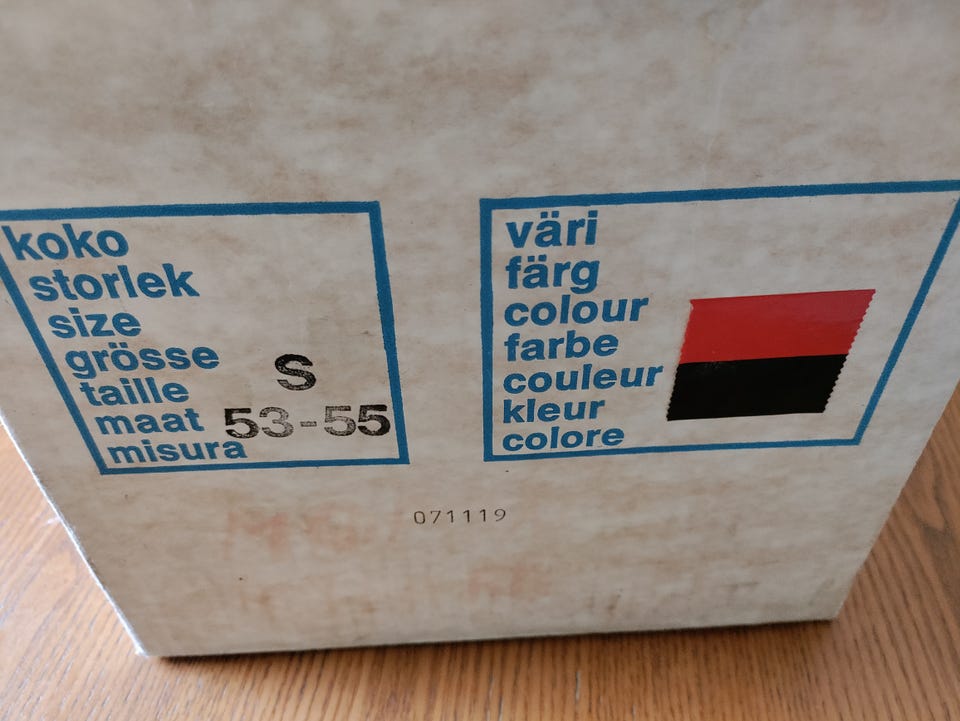 koko
storlek
size
grösse
taille
maat
misura
S
53-55
väri
färg
colour
farbe
couleur
kleur
colore
071119